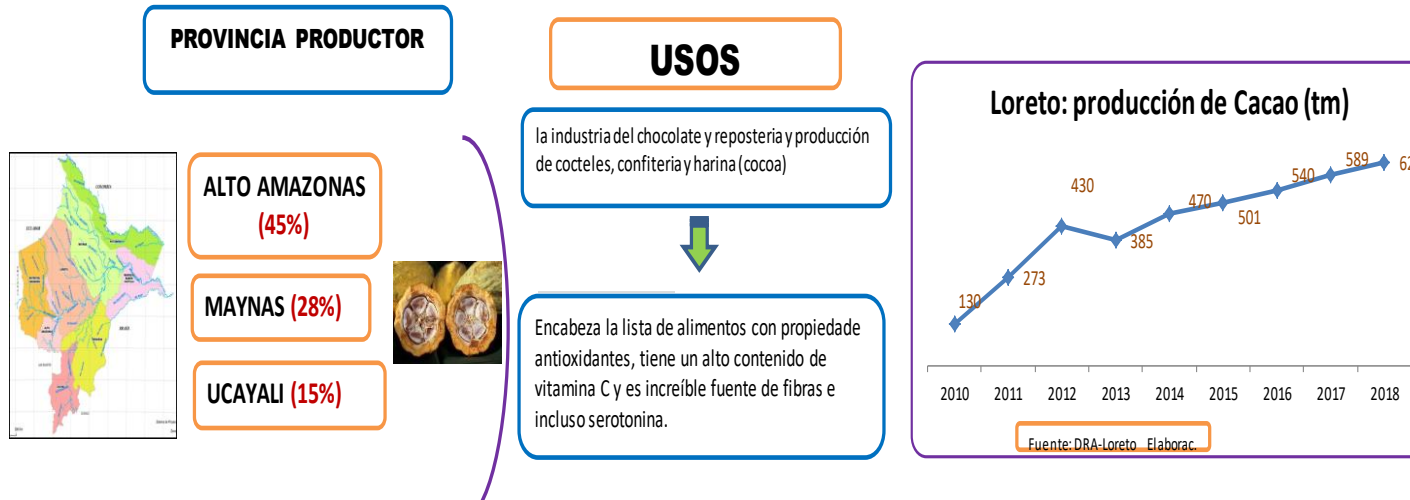 PROVINCIA PRODUCTOR
ALTO AMAZONAS
(45%)
MAYNAS (28%)
UCAYALI (15%)
USOS
la industria del chocolate y reposteria y producción
de cocteles, confiteria y harina (cocoa)
Encabeza la lista de alimentos con propiedade
antioxidantes, tiene un alto contenido de
vitamina C y es increíble fuente de fibras e
incluso serotonina.
Loreto: producción de Cacao (tm)
130
273
430
385
470
501
540
589
62
2010 2011 2012 2013 2014 2015 2016 2017 2018
Fuente: DRA-Loreto Elaborac.